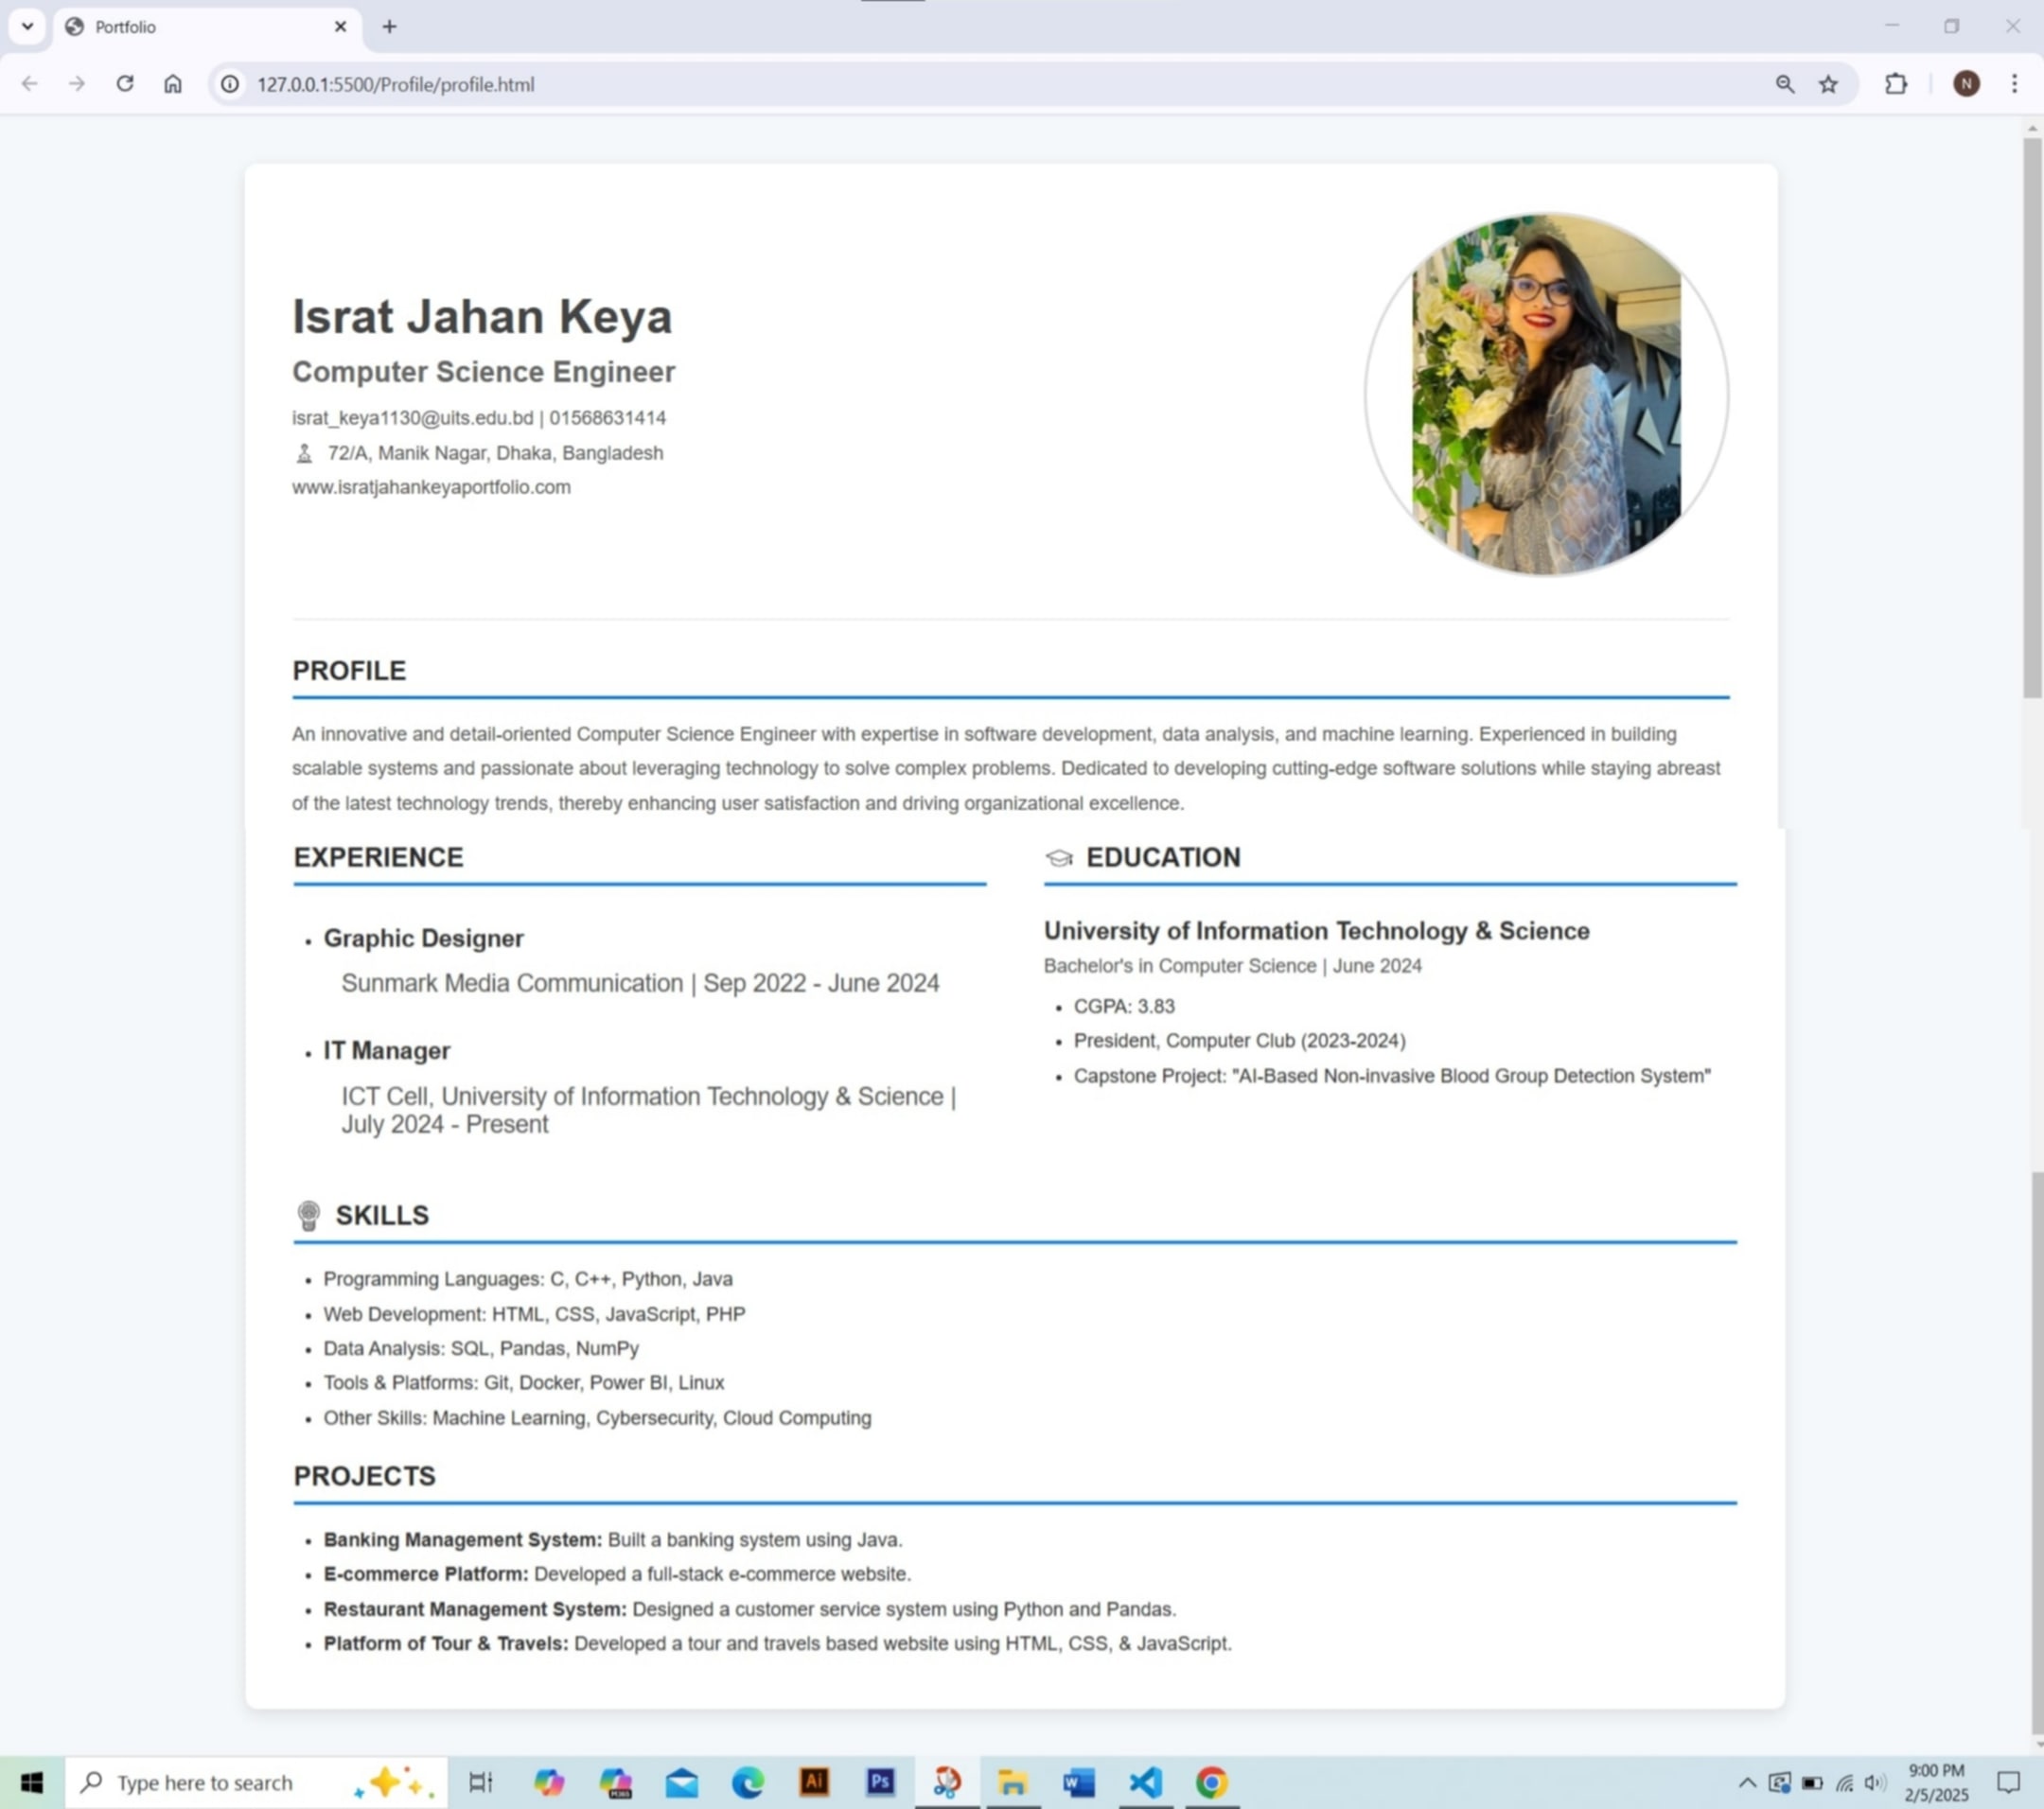 Portfolio
127.0.0.1:5500/Profile/profile.html
N
Israt Jahan Keya
Computer Science Engineer
israt_keya1130@uits.edu.bd | 01568631414
72/A, Manik Nagar, Dhaka, Bangladesh
www.isratjahankeyaportfolio.com
PROFILE
An innovative and detail-oriented Computer Science Engineer with expertise in software development, data analysis, and machine learning. Experienced in building
scalable systems and passionate about leveraging technology to solve complex problems. Dedicated to developing cutting-edge software solutions while staying abreast
of the latest technology trends, thereby enhancing user satisfaction and driving organizational excellence.
EXPERIENCE
• Graphic Designer
Sunmark Media Communication | Sep 2022 - June 2024
• IT Manager
ICT Cell, University of Information Technology & Science |
July 2024 - Present
EDUCATION
University of Information Technology & Science
Bachelor's in Computer Science | June 2024
• CGPA: 3.83
• President, Computer Club (2023-2024)
• Capstone Project: "AI-Based Non-invasive Blood Group Detection System"
SKILLS
• Programming Languages: C, C++, Python, Java
• Web Development: HTML, CSS, JavaScript, PHP
• Data Analysis: SQL, Pandas, NumPy
• Tools & Platforms: Git, Docker, Power BI, Linux
• Other Skills: Machine Learning, Cybersecurity, Cloud Computing
PROJECTS
• Banking Management System: Built a banking system using Java.
• E-commerce Platform: Developed a full-stack e-commerce website.
• Restaurant Management System: Designed a customer service system using Python and Pandas.
• Platform of Tour & Travels: Developed a tour and travels based website using HTML, CSS, & JavaScript.
Type here to search
M365
Ai
Ps
W
9:00 PM
2/5/2025